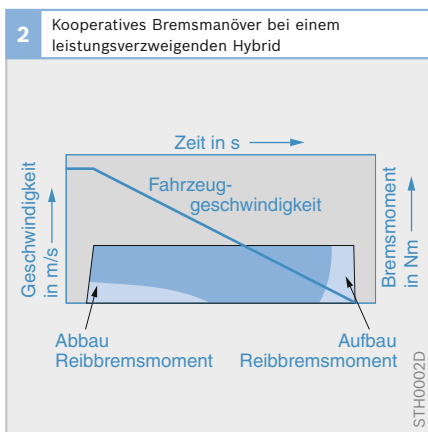 2
Kooperatives Bremsmanöver bei einem
leistungsverzweigenden Hybrid
Zeit in s
Geschwindigkeit
in m/s
Fahrzeug-
geschwindigkeit
Bremsmoment
in Nm
Abbau
Reibbremsmoment
Aufbau
Reibbremsmoment
STH0002D